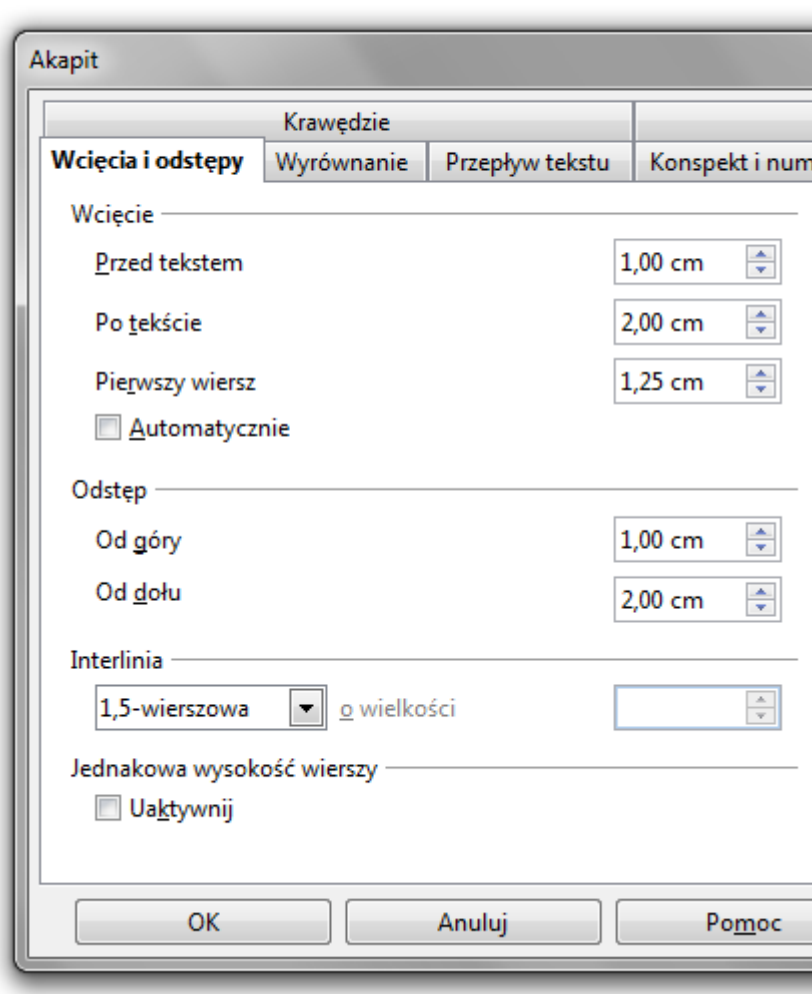 Akapit
Krawędzie
Wcięcia i odstępy Wyrównanie Przepływ tekstu Konspekt i num
Wcięcie
Przed tekstem 1,00 cm
Po tekście 2,00 cm
Pierwszy wiersz 1,25 cm
Automatycznie
Odstęp
Od góry 1,00 cm
Od dołu 2,00 cm
Interlinia
1,5-wierszowa o wielkości
Jednakowa wysokość wierszy
Uaktywnij
OK Anuluj Pomoc